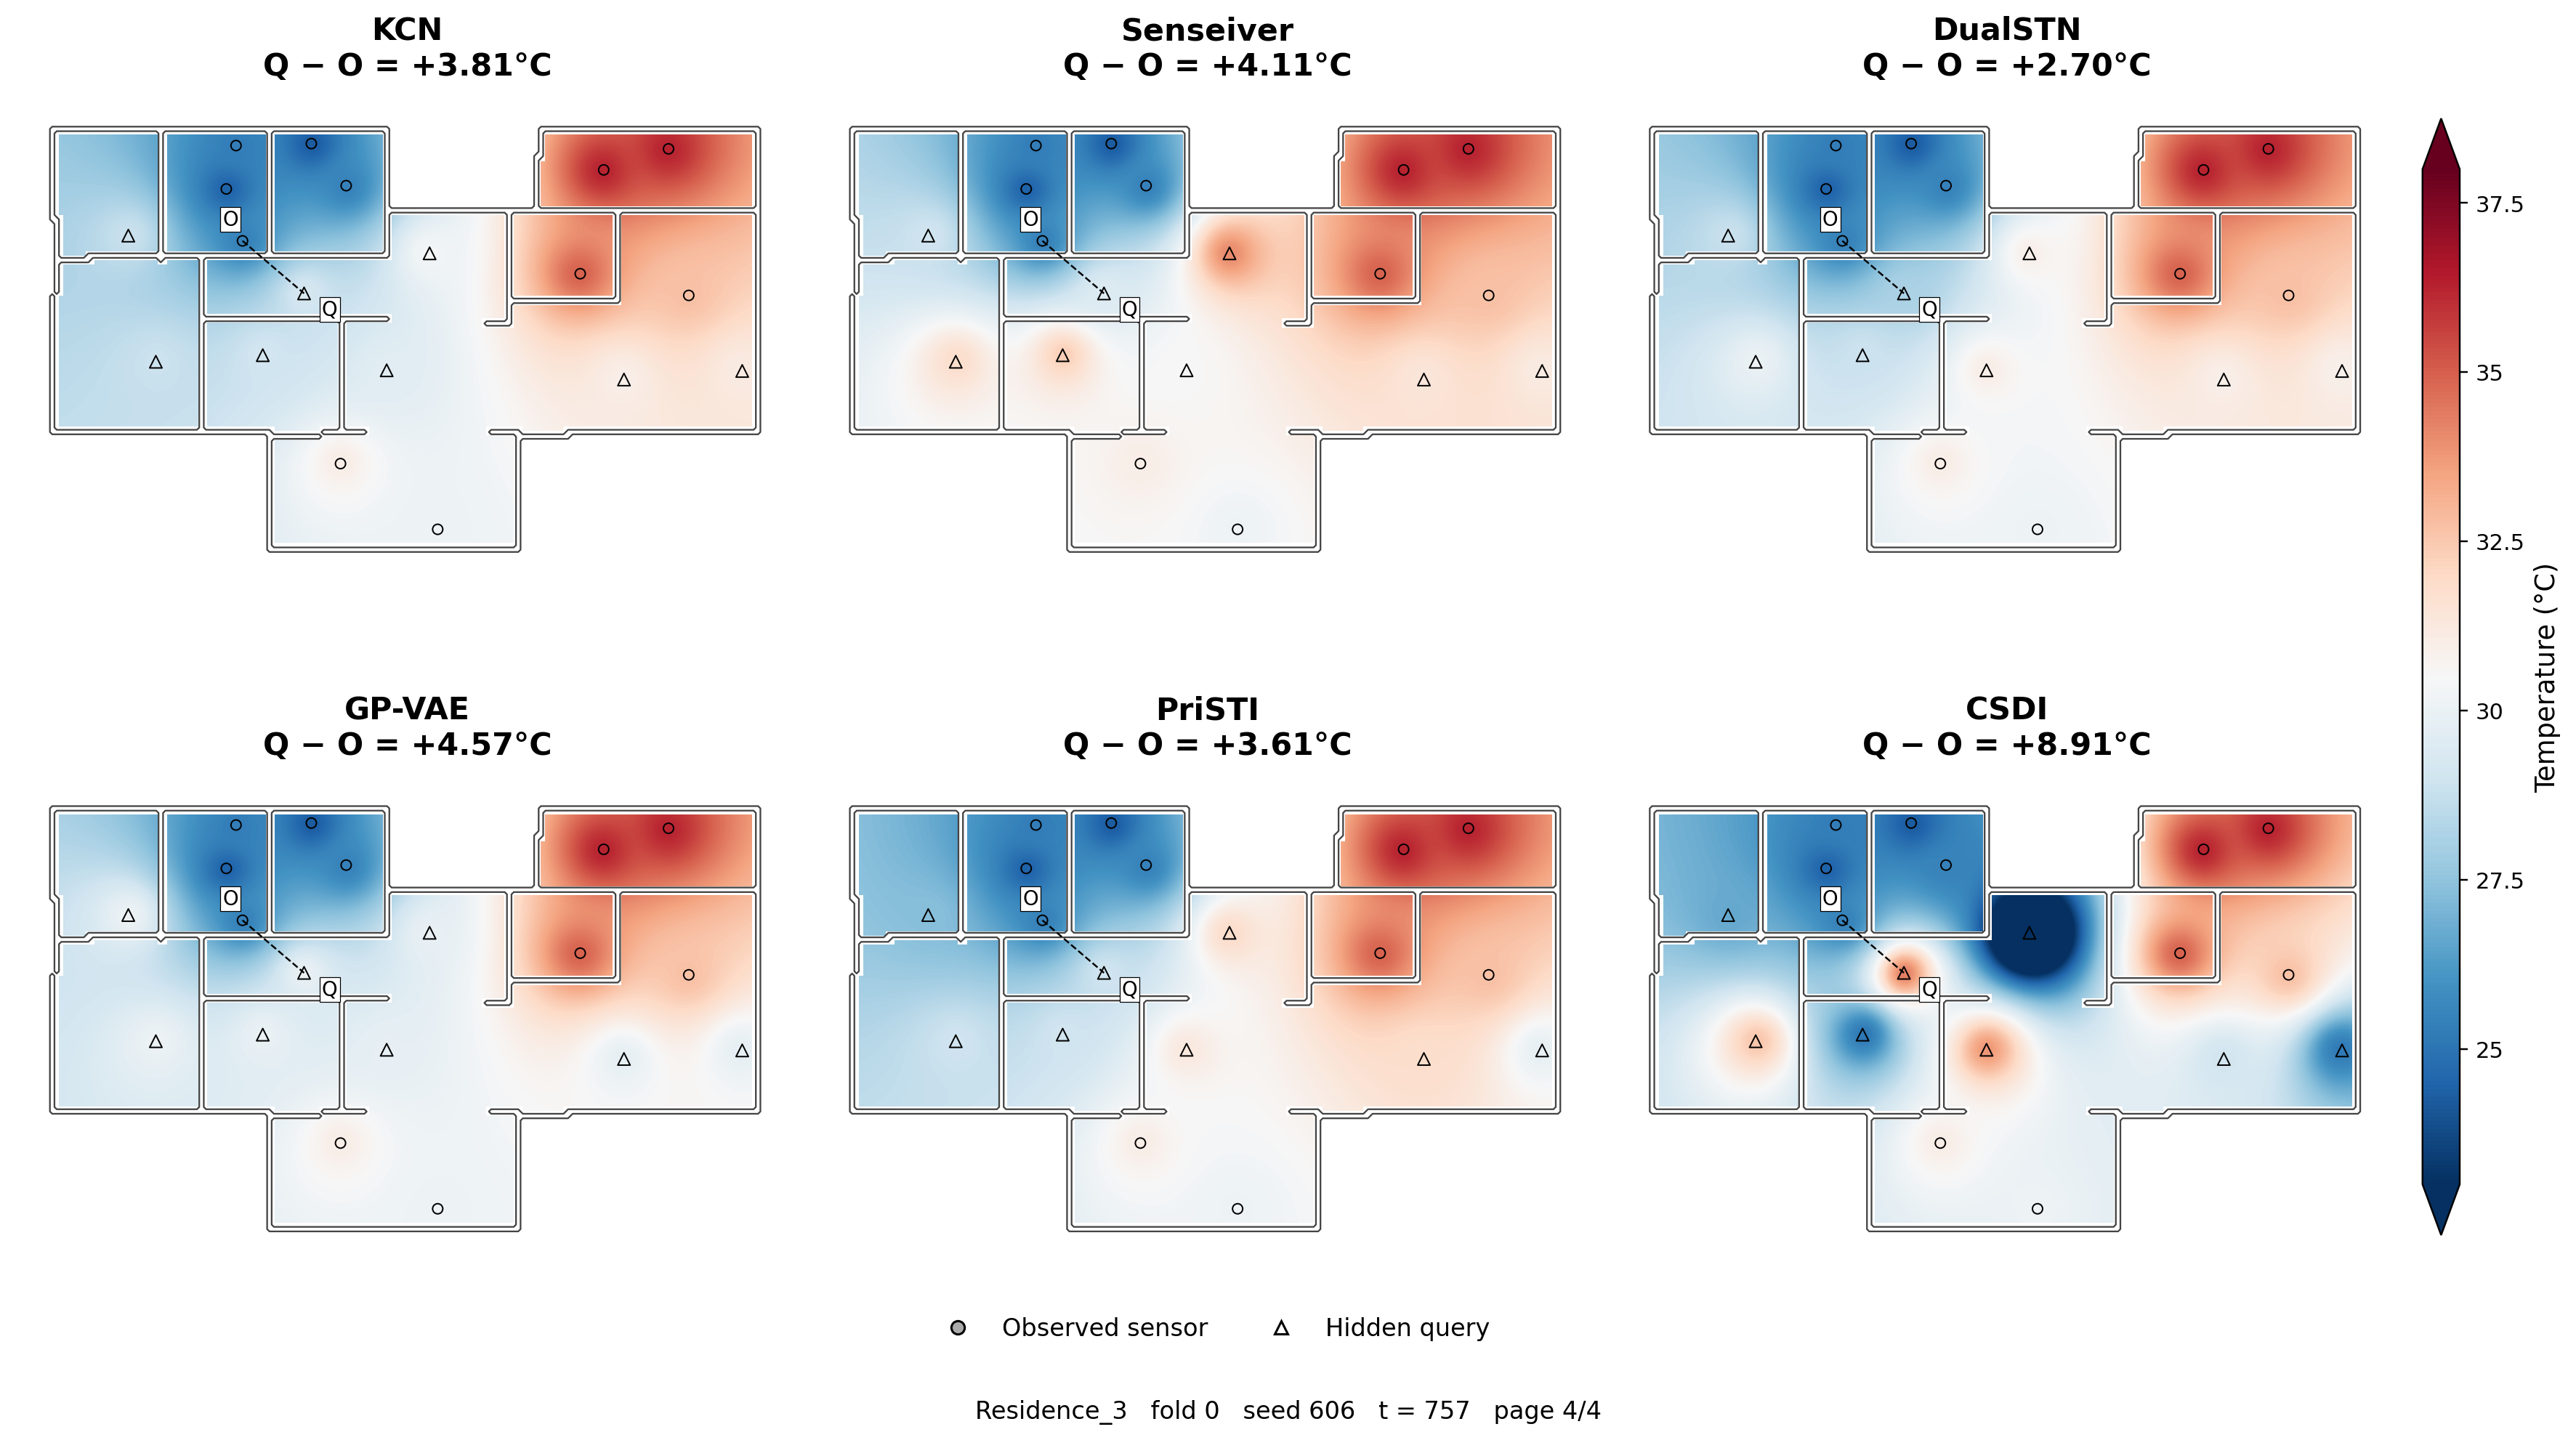 KCN
Q − O = +3.81°C
Senseiver
Q − O = +4.11°C
DualSTN
Q − O = +2.70°C
O
Q
O
Q
O
Q
GP-VAE
Q − O = +4.57°C
PriSTI
Q − O = +3.61°C
CSDI
Q − O = +8.91°C
O
Q
O
Q
O
Q
37.5
35
32.5
30
27.5
25
Temperature (°C)
Observed sensor
Hidden query
Residence_3 fold 0 seed 606 t = 757 page 4/4